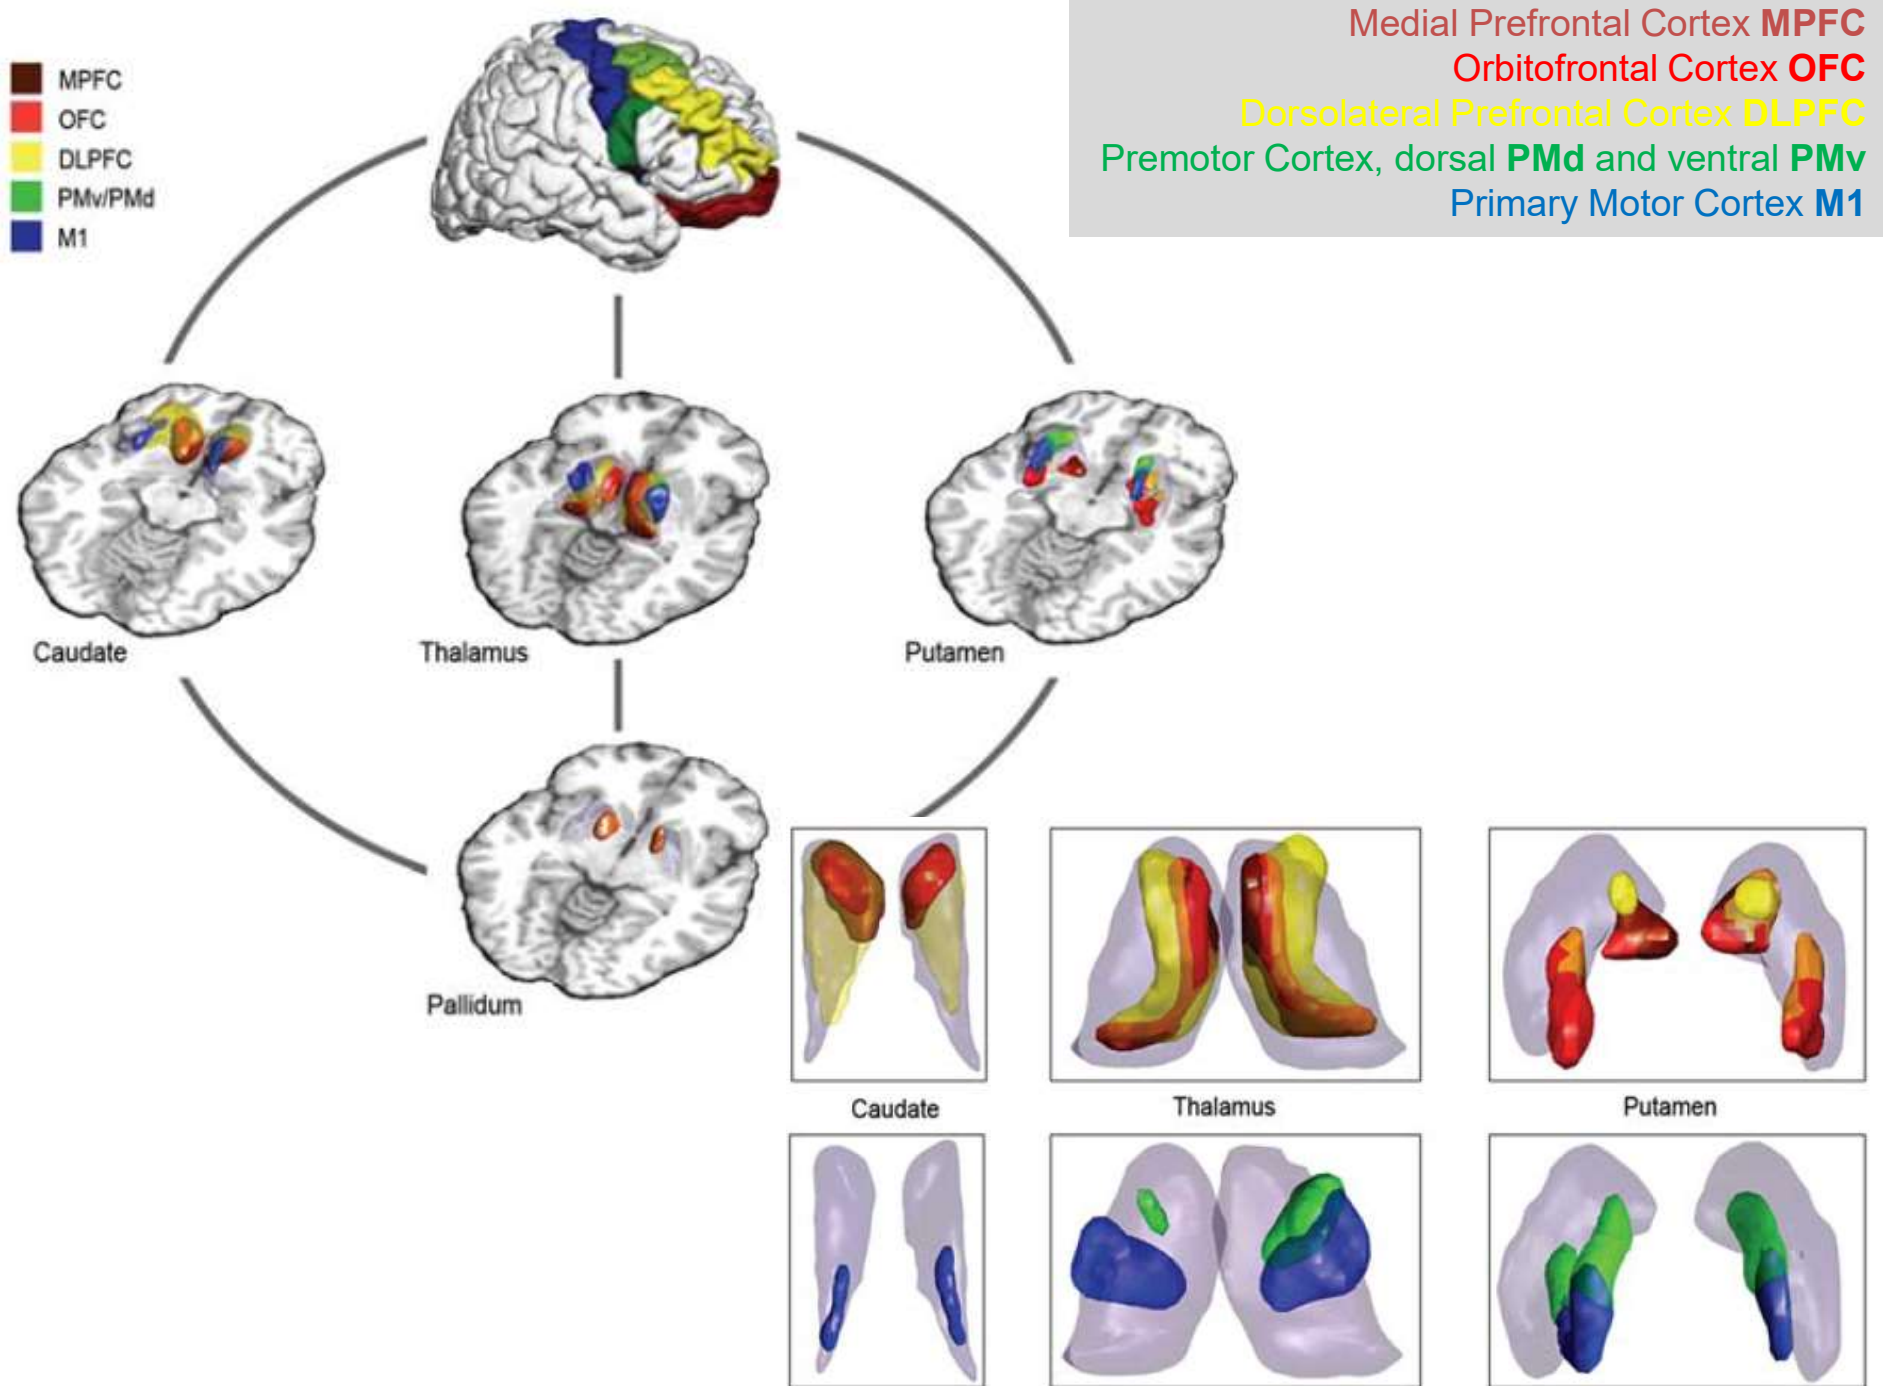 Medial Prefrontal Cortex MPFC
Orbitofrontal Cortex OFC
Dorsolateral Prefrontal Cortex DLPFC
Premotor Cortex, dorsal PMd and ventral PMv
Primary Motor Cortex M1
MPFC
OFC
DLPFC
PMv/PMd
M1
Caudate
Thalamus
Putamen
Pallidum
Caudate
Thalamus
Putamen